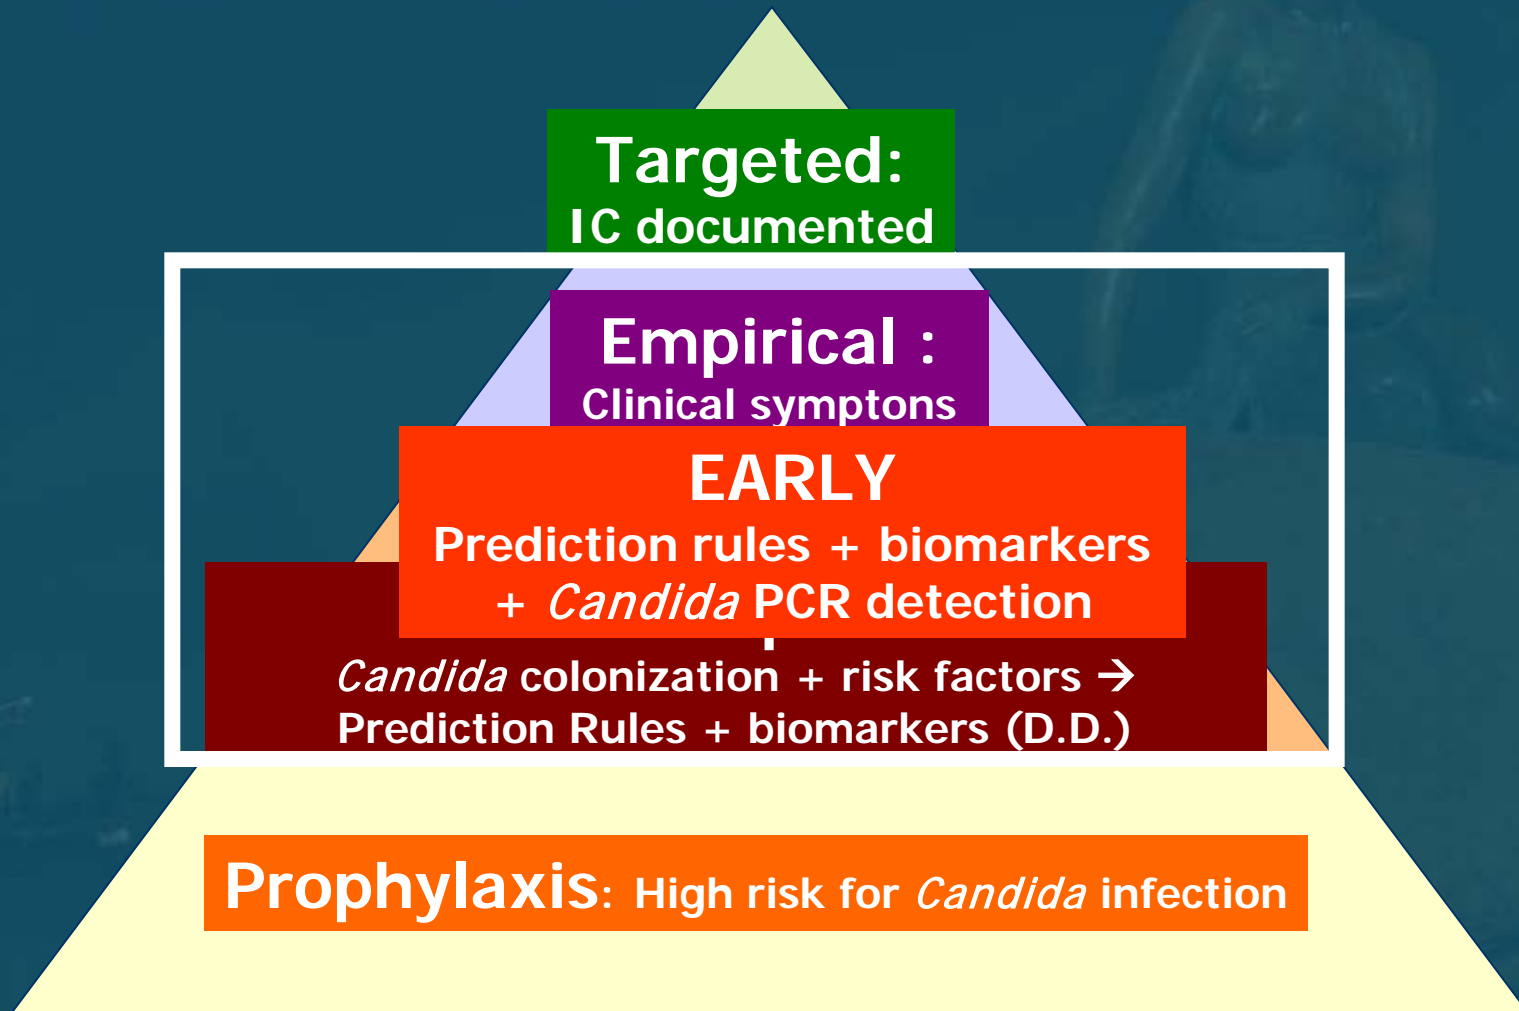 Targeted:
IC documented
Empirical :
Clinical symptons
EARLY
Prediction rules + biomarkers
+ Candida PCR detection
Candida colonization + risk factors →
Prediction Rules + biomarkers (D.D.)
Prophylaxis: High risk for Candida infection